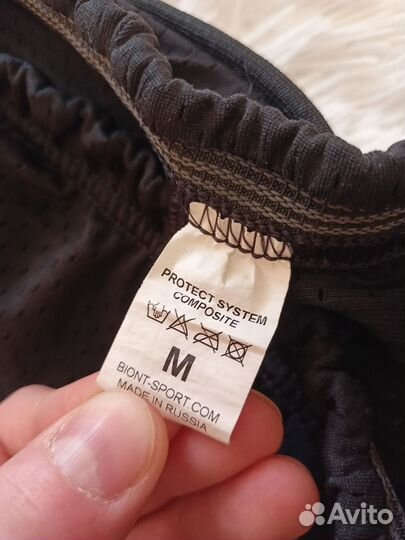 PROTECT SYSTEM
COMPOSITE
M
BIONT-SPORT.COM
MADE IN RUSSIA
Avito